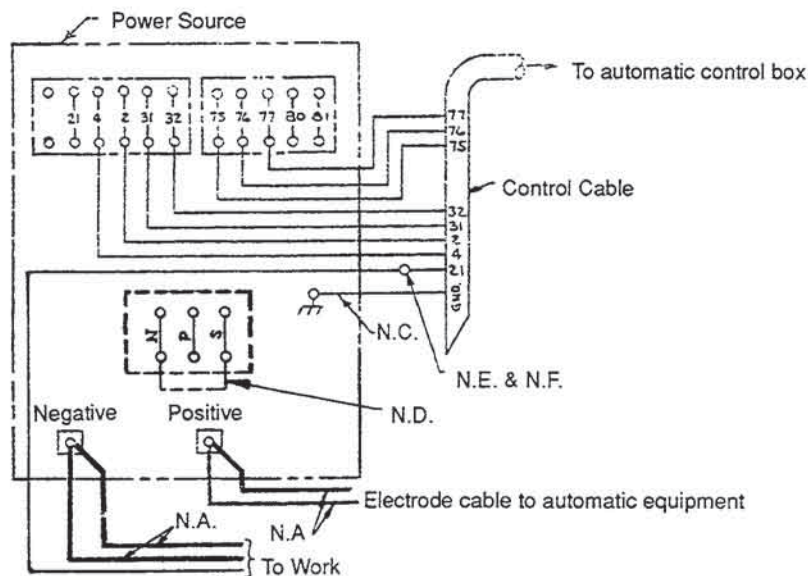 Power Source
To automatic control box
21 4 2 31 32 75 76 77 80 81
77
76
75
Control Cable
32
31
2
4
21
GND.
N.C.
N P S
N.E. & N.F.
N.D.
Negative Positive
Electrode cable to automatic equipment
N.A. N.A
To Work